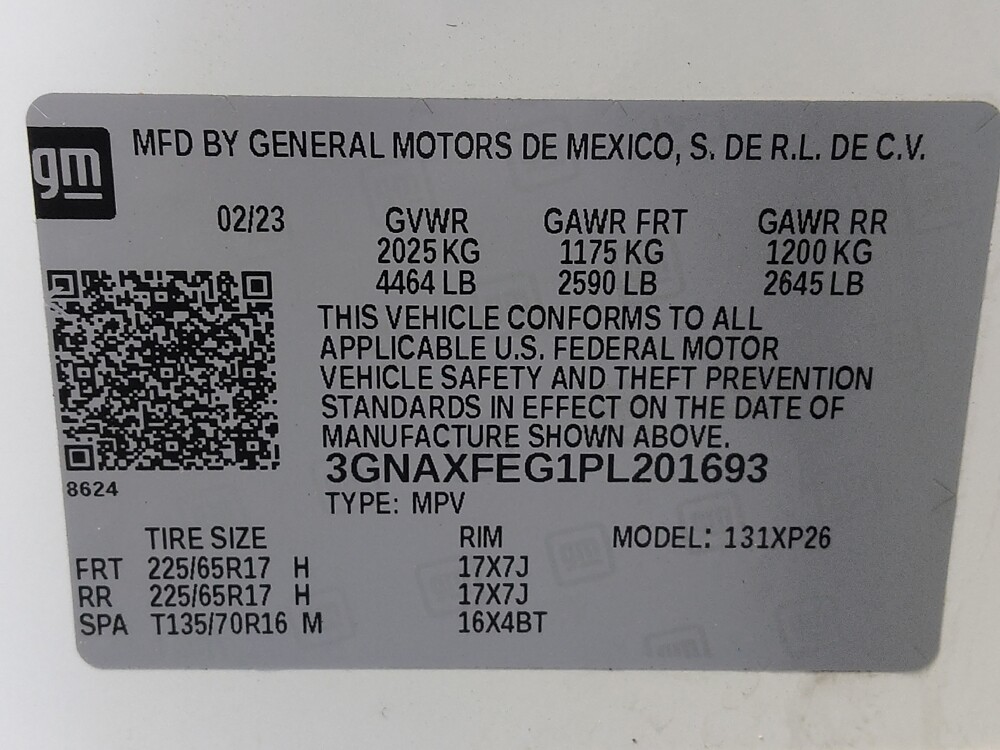 gm
MFD BY GENERAL MOTORS DE MEXICO, S. DE R.L. DE C.V.
02/23 GVWR GAWR FRT GAWR RR
2025 KG 1175 KG 1200 KG
4464 LB 2590 LB 2645 LB
THIS VEHICLE CONFORMS TO ALL
APPLICABLE U.S. FEDERAL MOTOR
VEHICLE SAFETY AND THEFT PREVENTION
STANDARDS IN EFFECT ON THE DATE OF
MANUFACTURE SHOWN ABOVE.
3GNAXFEG1PL201693
8624
TYPE: MPV
TIRE SIZE RIM MODEL: 131XP26
FRT 225/65R17 H 17X7J
RR 225/65R17 H 17X7J
SPA T135/70R16 M 16X4BT